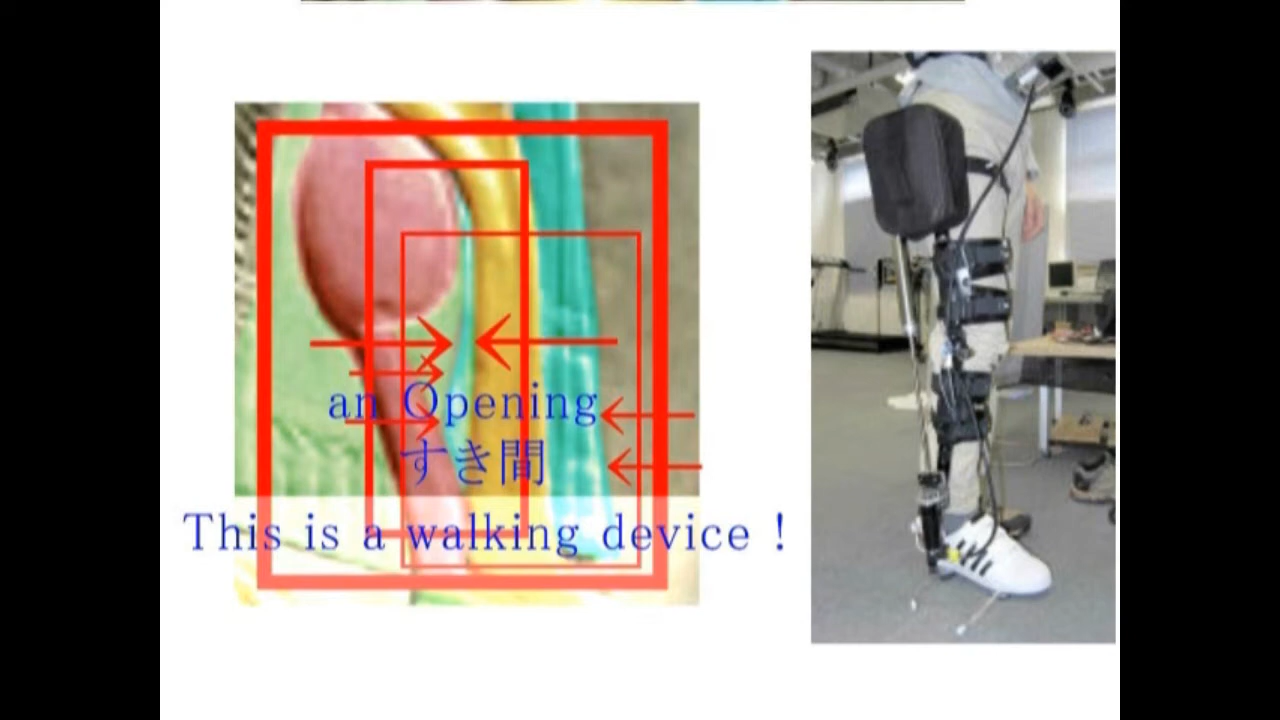 an Opening
すき間
This is a walking device !